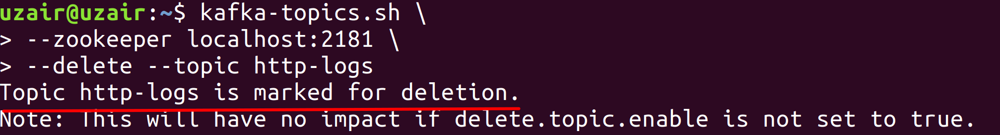 uzair@uzair:~$ kafka-topics.sh \
> --zookeeper localhost:2181 \
> --delete --topic http-logs
Topic http-logs is marked for deletion.
Note: This will have no impact if delete.topic.enable is not set to true.